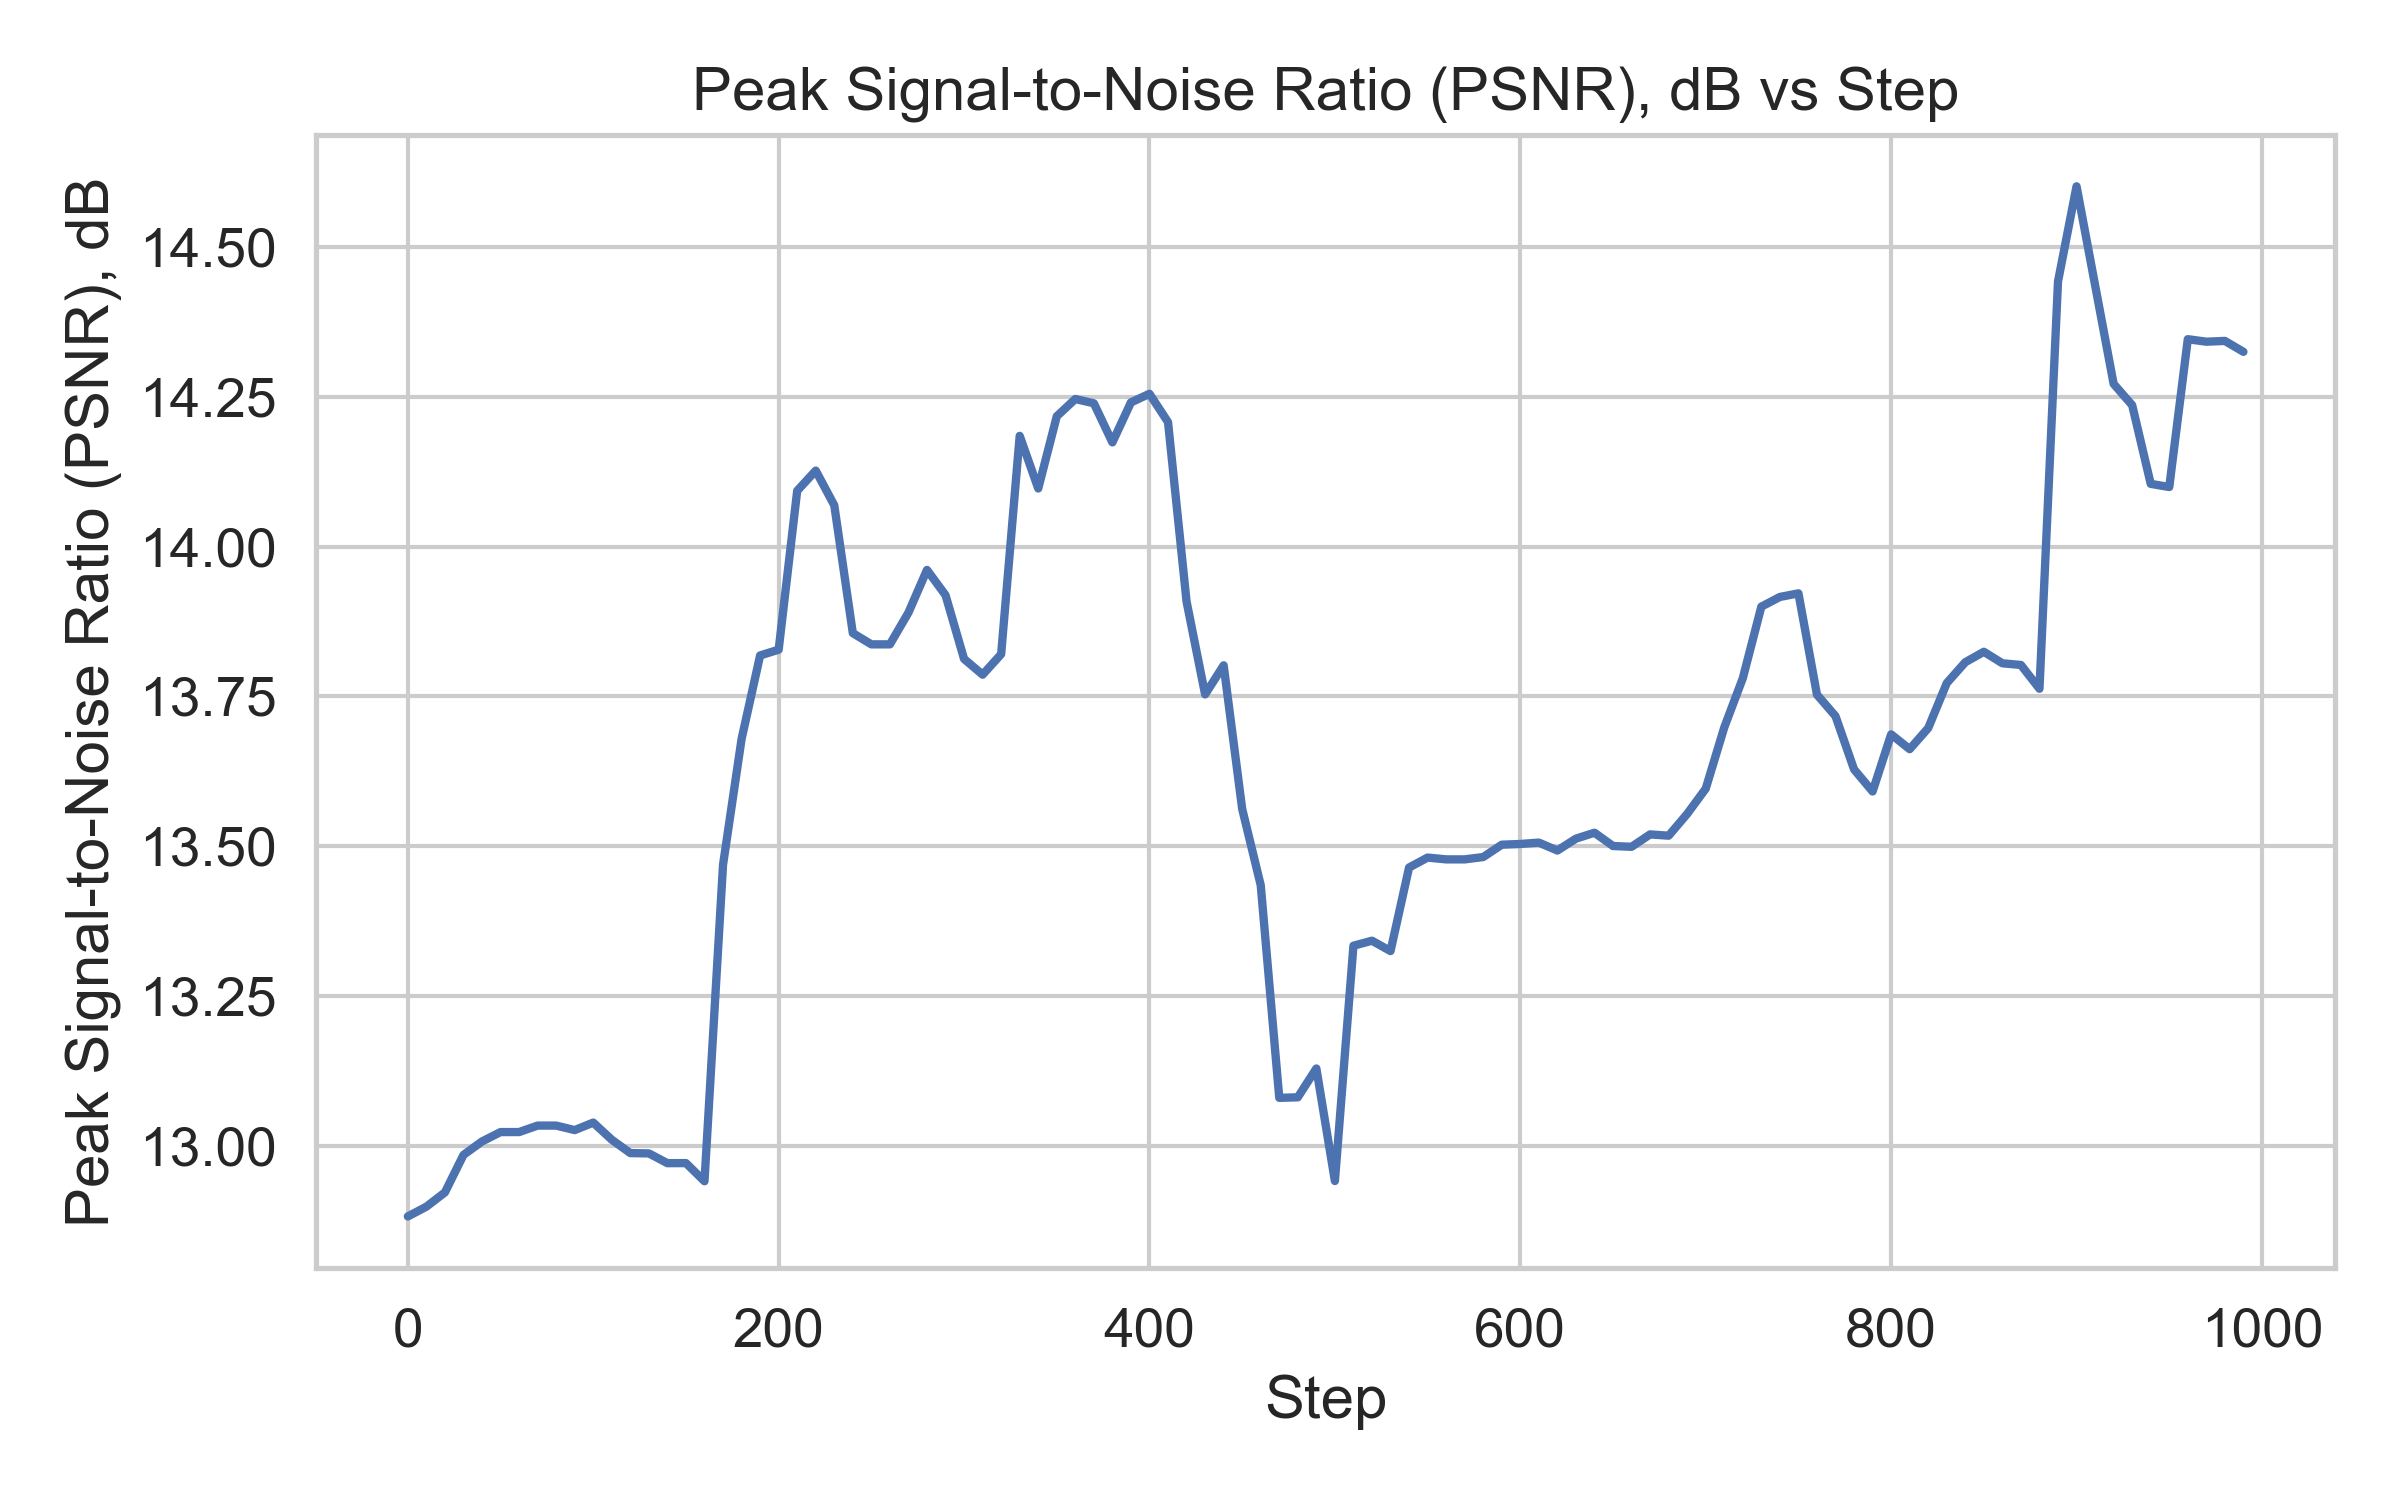 Peak Signal-to-Noise Ratio (PSNR), dB vs Step
Peak Signal-to-Noise Ratio (PSNR), dB
14.50
14.25
14.00
13.75
13.50
13.25
13.00
0 200 400 600 800 1000
Step